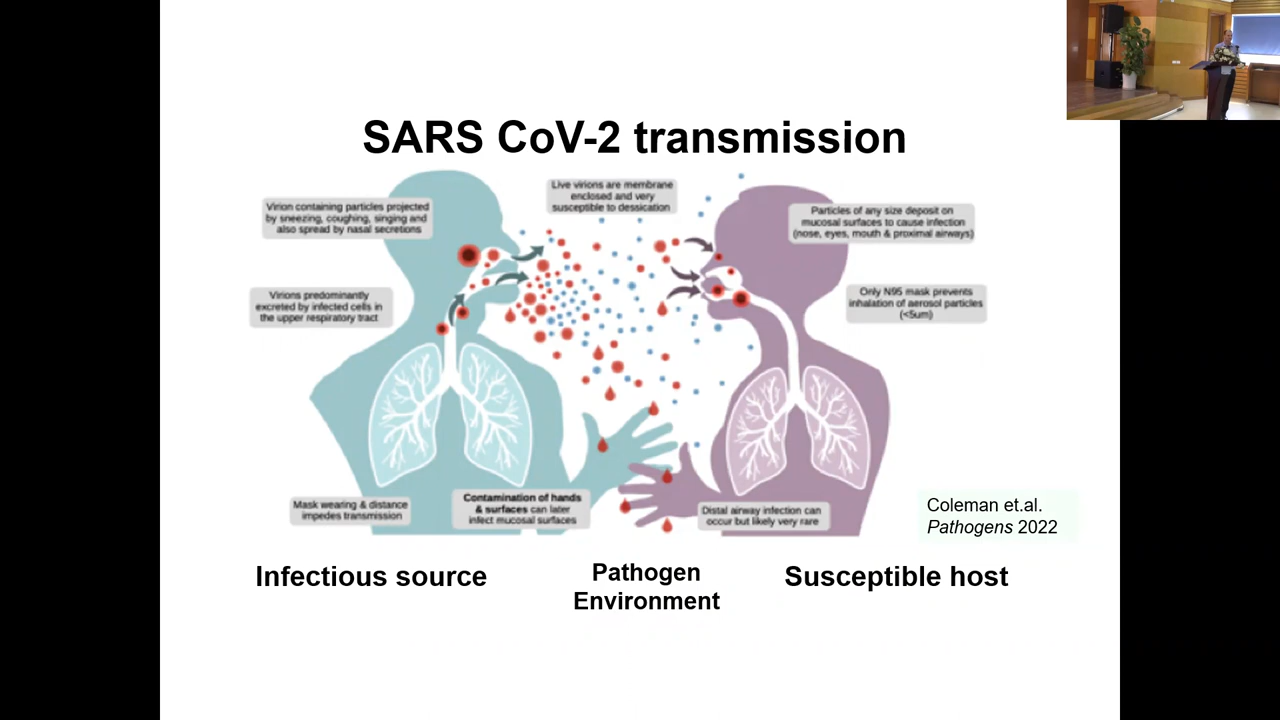 SARS CoV-2 transmission
Virion containing particles projected
by sneezing, coughing, singing and
also spread by nasal secretions
Live virions are membrane
enclosed and very
susceptible to dessication
Particles of any size deposit on
mucosal surfaces to cause infection
(nose, eyes, mouth & proximal airways)
Virions predominantly
excreted by infected cells in
the upper respiratory tract
Only N95 mask prevents
inhalation of aerosol particles
(<5um)
Mask wearing & distance
impedes transmission
Contamination of hands
& surfaces can later
infect mucosal surfaces
Distal airway infection can
occur but likely very rare
Coleman et.al.
Pathogens 2022
Infectious source
Pathogen
Environment
Susceptible host